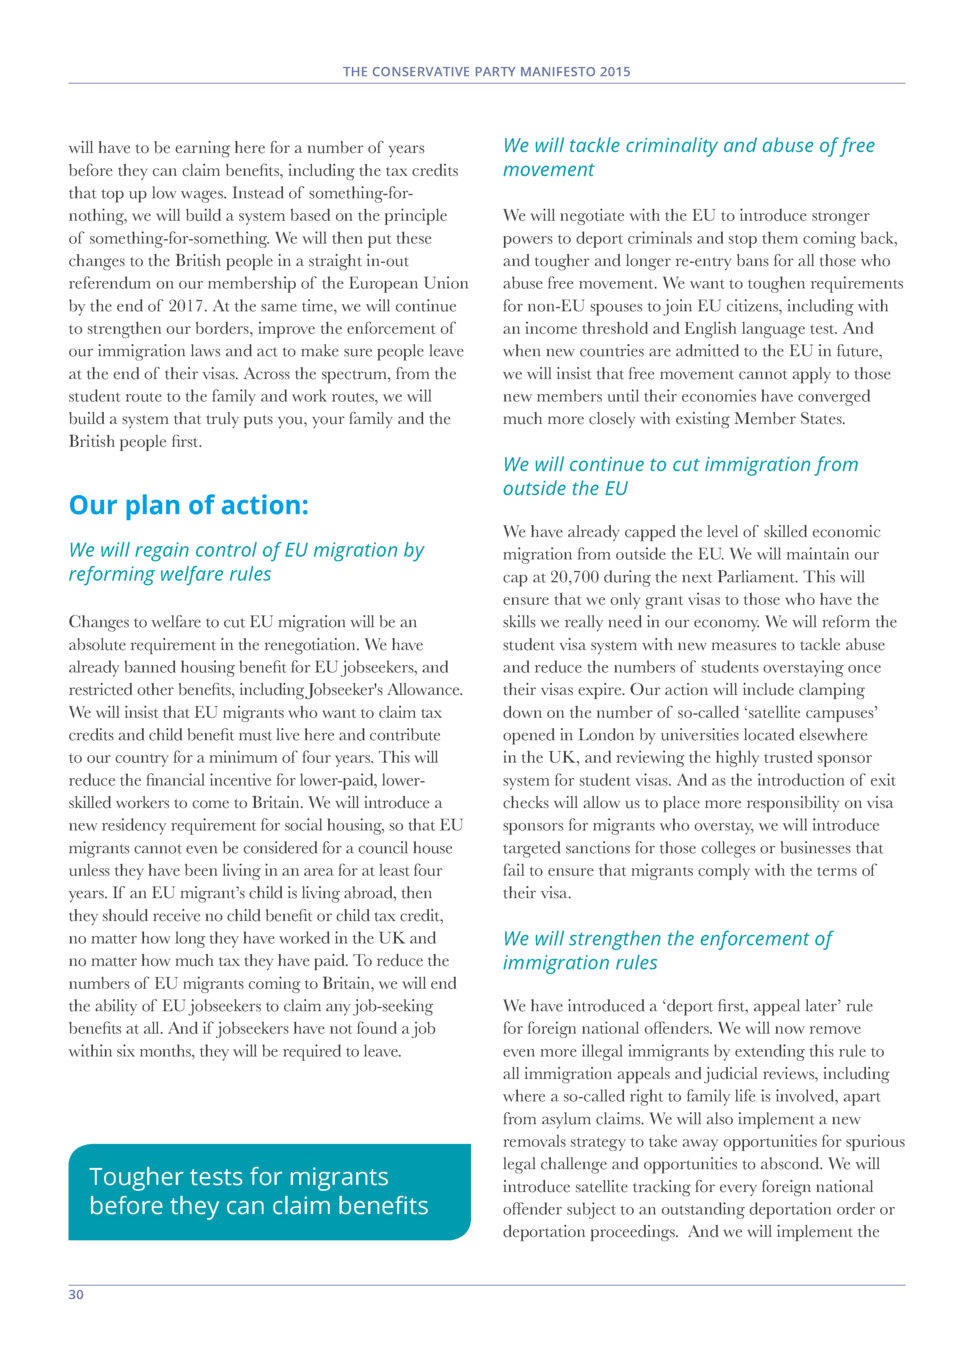 THE CONSERVATIVE PARTY MANIFESTO 2015
will have to be earning here for a number of years
before they can claim benefits, including the tax credits
that top up low wages. Instead of something-for-
nothing, we will build a system based on the principle
of something-for-something. We will then put these
changes to the British people in a straight in-out
referendum on our membership of the European Union
by the end of 2017. At the same time, we will continue
to strengthen our borders, improve the enforcement of
our immigration laws and act to make sure people leave
at the end of their visas. Across the spectrum, from the
student route to the family and work routes, we will
build a system that truly puts you, your family and the
British people first.
Our plan of action:
We will regain control of EU migration by
reforming welfare rules
Changes to welfare to cut EU migration will be an
absolute requirement in the renegotiation. We have
already banned housing benefit for EU jobseekers, and
restricted other benefits, including Jobseeker's Allowance.
We will insist that EU migrants who want to claim tax
credits and child benefit must live here and contribute
to our country for a minimum of four years. This will
reduce the financial incentive for lower-paid, lower-
skilled workers to come to Britain. We will introduce a
new residency requirement for social housing, so that EU
migrants cannot even be considered for a council house
unless they have been living in an area for at least four
years. If an EU migrant’s child is living abroad, then
they should receive no child benefit or child tax credit,
no matter how long they have worked in the UK and
no matter how much tax they have paid. To reduce the
numbers of EU migrants coming to Britain, we will end
the ability of EU jobseekers to claim any job-seeking
benefits at all. And if jobseekers have not found a job
within six months, they will be required to leave.
Tougher tests for migrants
before they can claim benefits
We will tackle criminality and abuse of free
movement
We will negotiate with the EU to introduce stronger
powers to deport criminals and stop them coming back,
and tougher and longer re-entry bans for all those who
abuse free movement. We want to toughen requirements
for non-EU spouses to join EU citizens, including with
an income threshold and English language test. And
when new countries are admitted to the EU in future,
we will insist that free movement cannot apply to those
new members until their economies have converged
much more closely with existing Member States.
We will continue to cut immigration from
outside the EU
We have already capped the level of skilled economic
migration from outside the EU. We will maintain our
cap at 20,700 during the next Parliament. This will
ensure that we only grant visas to those who have the
skills we really need in our economy. We will reform the
student visa system with new measures to tackle abuse
and reduce the numbers of students overstaying once
their visas expire. Our action will include clamping
down on the number of so-called ‘satellite campuses’
opened in London by universities located elsewhere
in the UK, and reviewing the highly trusted sponsor
system for student visas. And as the introduction of exit
checks will allow us to place more responsibility on visa
sponsors for migrants who overstay, we will introduce
targeted sanctions for those colleges or businesses that
fail to ensure that migrants comply with the terms of
their visa.
We will strengthen the enforcement of
immigration rules
We have introduced a ‘deport first, appeal later’ rule
for foreign national offenders. We will now remove
even more illegal immigrants by extending this rule to
all immigration appeals and judicial reviews, including
where a so-called right to family life is involved, apart
from asylum claims. We will also implement a new
removals strategy to take away opportunities for spurious
legal challenge and opportunities to abscond. We will
introduce satellite tracking for every foreign national
offender subject to an outstanding deportation order or
deportation proceedings. And we will implement the
30